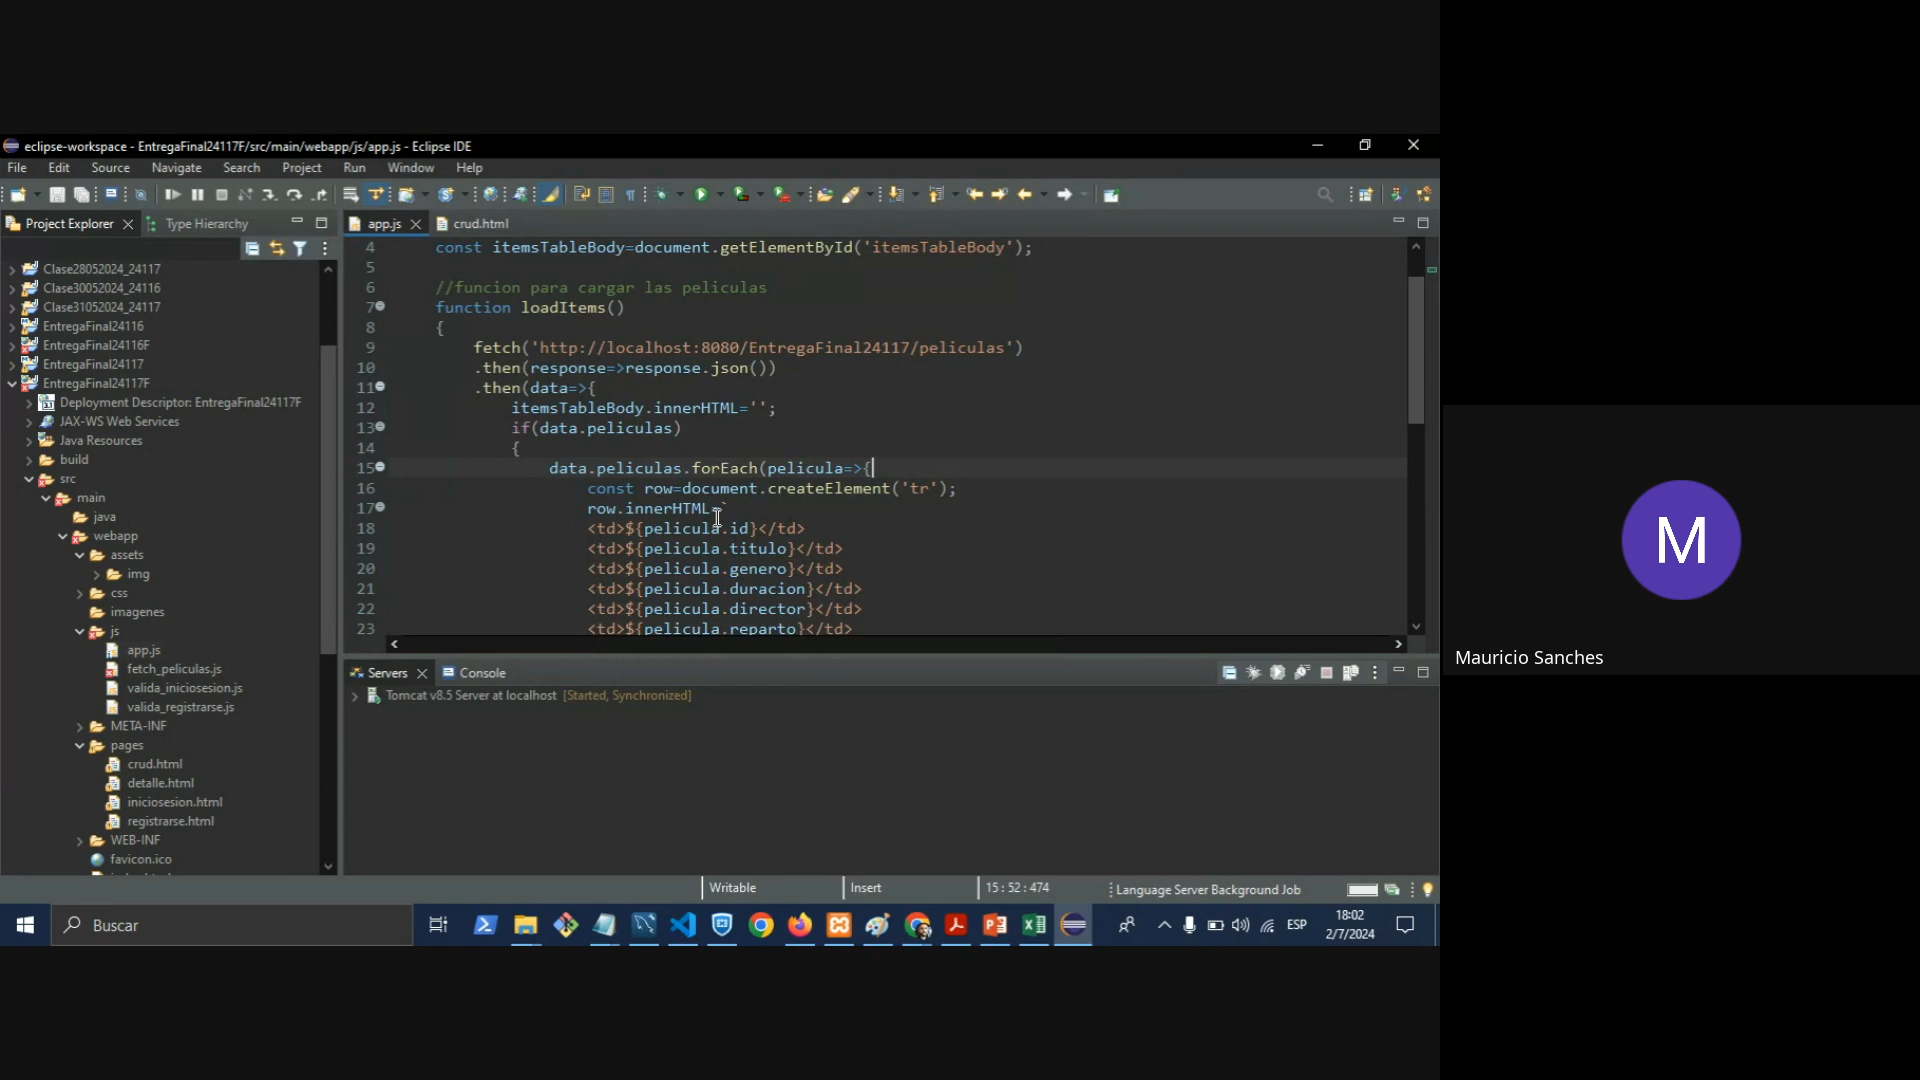 eclipse-workspace - EntregaFinal24117F/src/main/webapp/js/app.js - Eclipse IDE
File Edit Source Navigate Search Project Run Window Help
Project Explorer Type Hierarchy
Clase28052024_24117
Clase30052024_24116
Clase31052024_24117
EntregaFinal24116
EntregaFinal24116F
EntregaFinal24117
EntregaFinal24117F
Deployment Descriptor: EntregaFinal24117F
JAX-WS Web Services
Java Resources
build
src
main
java
webapp
assets
img
css
imagenes
js
app.js
fetch_peliculas.js
valida_iniciosesion.js
valida_registrarse.js
META-INF
pages
crud.html
detalle.html
iniciosesion.html
registrarse.html
WEB-INF
favicon.ico
app.js crud.html
4 const itemsTableBody=document.getElementById('itemsTableBody');
5
6 //funcion para cargar las peliculas
7 function loadItems()
8 {
9 fetch('http://localhost:8080/EntregaFinal24117/peliculas')
10 .then(response=>response.json())
11 .then(data=>{
12 itemsTableBody.innerHTML='';
13 if(data.peliculas)
14 {
15 data.peliculas.forEach(pelicula=>{
16 const row=document.createElement('tr');
17 row.innerHTML=`
18 <td>${pelicula.id}</td>
19 <td>${pelicula.titulo}</td>
20 <td>${pelicula.genero}</td>
21 <td>${pelicula.duracion}</td>
22 <td>${pelicula.director}</td>
23 <td>${pelicula.reparto}</td>
Servers Console
Tomcat v8.5 Server at localhost [Started, Synchronized]
Writable Insert 15 : 52 : 474 Language Server Background Job
Buscar
ESP
18:02
2/7/2024
M
Mauricio Sanches